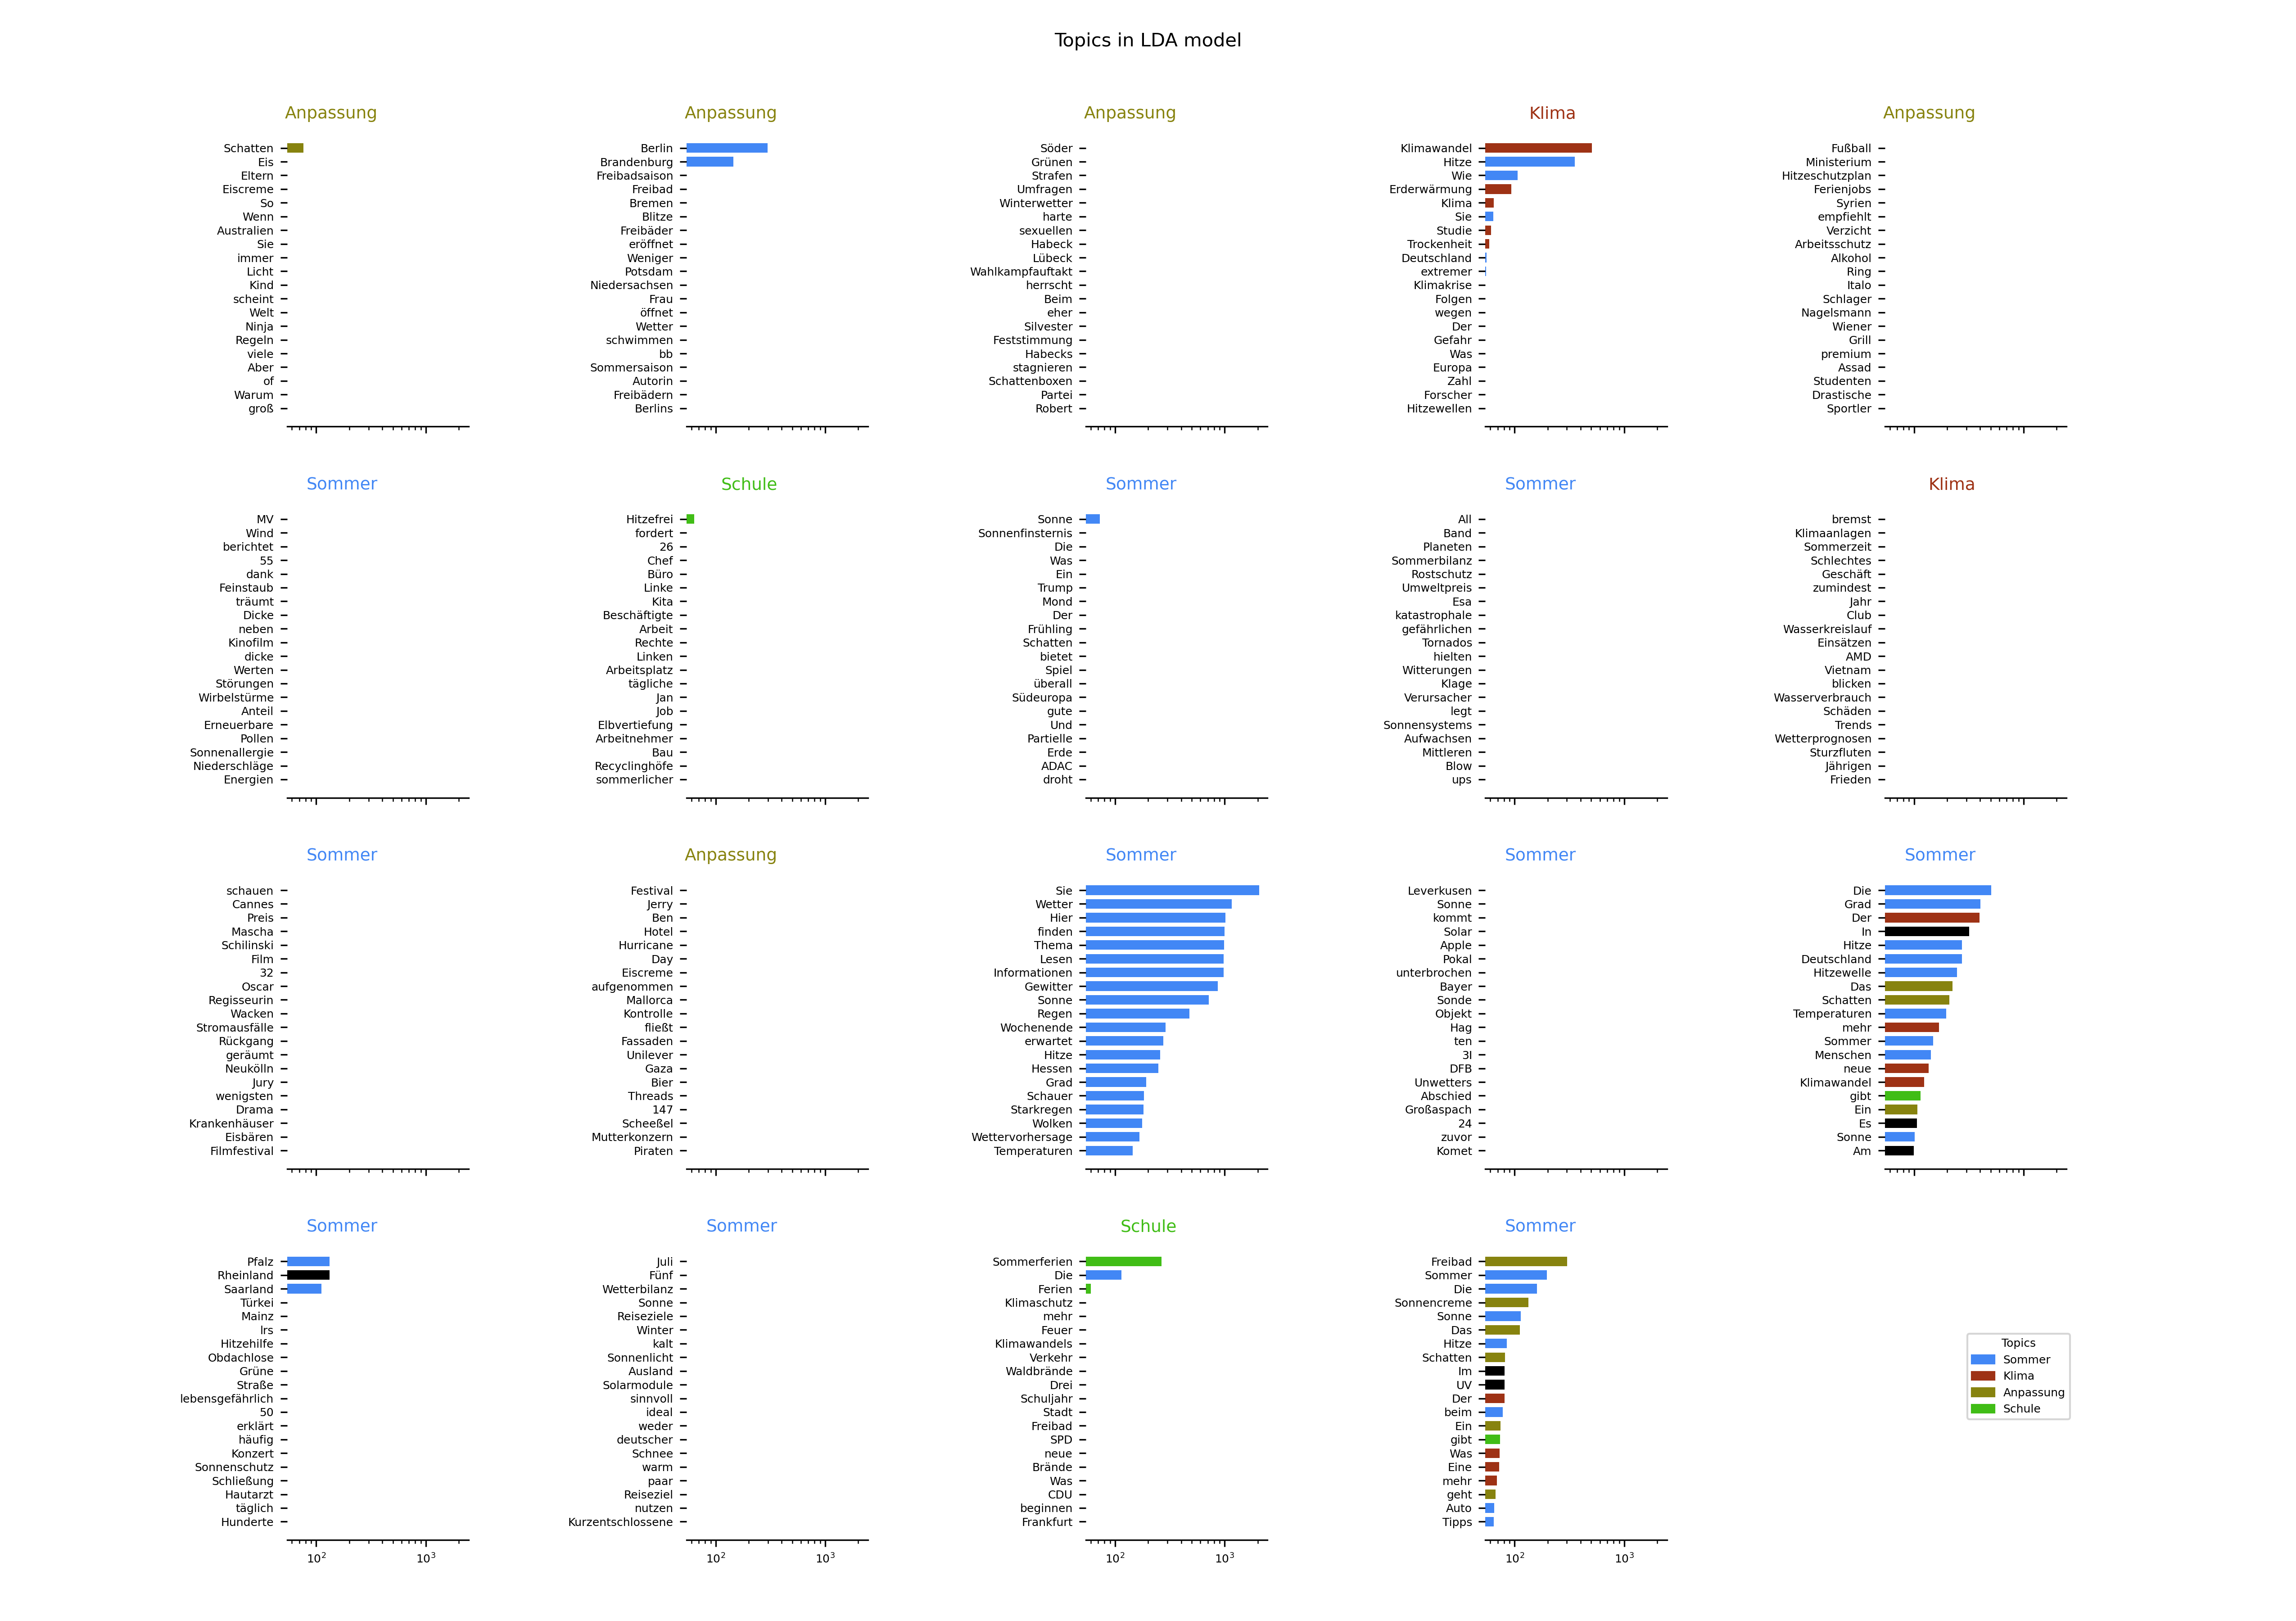 Topics in LDA model
Anpassung
Schatten
Eis
Eltern
Eiscreme
So
Wenn
Australien
Sie
immer
Licht
Kind
scheint
Welt
Ninja
Regeln
viele
Aber
of
Warum
groß
Anpassung
Berlin
Brandenburg
Freibadsaison
Freibad
Bremen
Blitze
Freibäder
eröffnet
Weniger
Potsdam
Niedersachsen
Frau
öffnet
Wetter
schwimmen
bb
Sommersaison
Autorin
Freibädern
Berlins
Anpassung
Söder
Grünen
Strafen
Umfragen
Winterwetter
harte
sexuellen
Habeck
Lübeck
Wahlkampfauftakt
herrscht
Beim
eher
Silvester
Feststimmung
Habecks
stagnieren
Schattenboxen
Partei
Robert
Klima
Klimawandel
Hitze
Wie
Erderwärmung
Klima
Sie
Studie
Trockenheit
Deutschland
extremer
Klimakrise
Folgen
wegen
Der
Gefahr
Was
Europa
Zahl
Forscher
Hitzewellen
Anpassung
Fußball
Ministerium
Hitzeschutzplan
Ferienjobs
Syrien
empfiehlt
Verzicht
Arbeitsschutz
Alkohol
Ring
Italo
Schlager
Nagelsmann
Wiener
Grill
premium
Assad
Studenten
Drastische
Sportler
Sommer
MV
Wind
berichtet
55
dank
Feinstaub
träumt
Dicke
neben
Kinofilm
dicke
Werten
Störungen
Wirbelstürme
Anteil
Erneuerbare
Pollen
Sonnenallergie
Niederschläge
Energien
Schule
Hitzefrei
fordert
26
Chef
Büro
Linke
Kita
Beschäftigte
Arbeit
Rechte
Linken
Arbeitsplatz
tägliche
Jan
Job
Elbvertiefung
Arbeitnehmer
Bau
Recyclinghöfe
sommerlicher
Sommer
Sonne
Sonnenfinsternis
Die
Was
Ein
Trump
Mond
Der
Frühling
Schatten
bietet
Spiel
überall
Südeuropa
gute
Und
Partielle
Erde
ADAC
droht
Sommer
All
Band
Planeten
Sommerbilanz
Rostschutz
Umweltpreis
Esa
katastrophale
gefährlichen
Tornados
hielten
Witterungen
Klage
Verursacher
legt
Sonnensystems
Aufwachsen
Mittleren
Blow
ups
Klima
bremst
Klimaanlagen
Sommerzeit
Schlechtes
Geschäft
zumindest
Jahr
Club
Wasserkreislauf
Einsätzen
AMD
Vietnam
blicken
Wasserverbrauch
Schäden
Trends
Wetterprognosen
Sturzfluten
Jährigen
Frieden
Sommer
schauen
Cannes
Preis
Mascha
Schilinski
Film
32
Oscar
Regisseurin
Wacken
Stromausfälle
Rückgang
geräumt
Neukölln
Jury
wenigsten
Drama
Krankenhäuser
Eisbären
Filmfestival
Anpassung
Festival
Jerry
Ben
Hotel
Hurricane
Day
Eiscreme
aufgenommen
Mallorca
Kontrolle
fließt
Fassaden
Unilever
Gaza
Bier
Threads
147
Scheeßel
Mutterkonzern
Piraten
Sommer
Sie
Wetter
Hier
finden
Thema
Lesen
Informationen
Gewitter
Sonne
Regen
Wochenende
erwartet
Hitze
Hessen
Grad
Schauer
Starkregen
Wolken
Wettervorhersage
Temperaturen
Sommer
Leverkusen
Sonne
kommt
Solar
Apple
Pokal
unterbrochen
Bayer
Sonde
Objekt
Hag
ten
3I
DFB
Unwetters
Abschied
Großaspach
24
zuvor
Komet
Sommer
Die
Grad
Der
In
Hitze
Deutschland
Hitzewelle
Das
Schatten
Temperaturen
mehr
Sommer
Menschen
neue
Klimawandel
gibt
Ein
Es
Sonne
Am
Sommer
Pfalz
Rheinland
Saarland
Türkei
Mainz
lrs
Hitzehilfe
Obdachlose
Grüne
Straße
lebensgefährlich
50
erklärt
häufig
Konzert
Sonnenschutz
Schließung
Hautarzt
täglich
Hunderte
10²
10³
Sommer
Juli
Fünf
Wetterbilanz
Sonne
Reiseziele
Winter
kalt
Sonnenlicht
Ausland
Solarmodule
sinnvoll
ideal
weder
deutscher
Schnee
warm
paar
Reiseziel
nutzen
Kurzentschlossene
10²
10³
Schule
Sommerferien
Die
Ferien
Klimaschutz
mehr
Feuer
Klimawandels
Verkehr
Waldbrände
Drei
Schuljahr
Stadt
Freibad
SPD
neue
Brände
Was
CDU
beginnen
Frankfurt
10²
10³
Sommer
Freibad
Sommer
Die
Sonnencreme
Sonne
Das
Hitze
Schatten
Im
UV
Der
beim
Ein
gibt
Was
Eine
mehr
geht
Auto
Tipps
10²
10³
Topics
Sommer
Klima
Anpassung
Schule